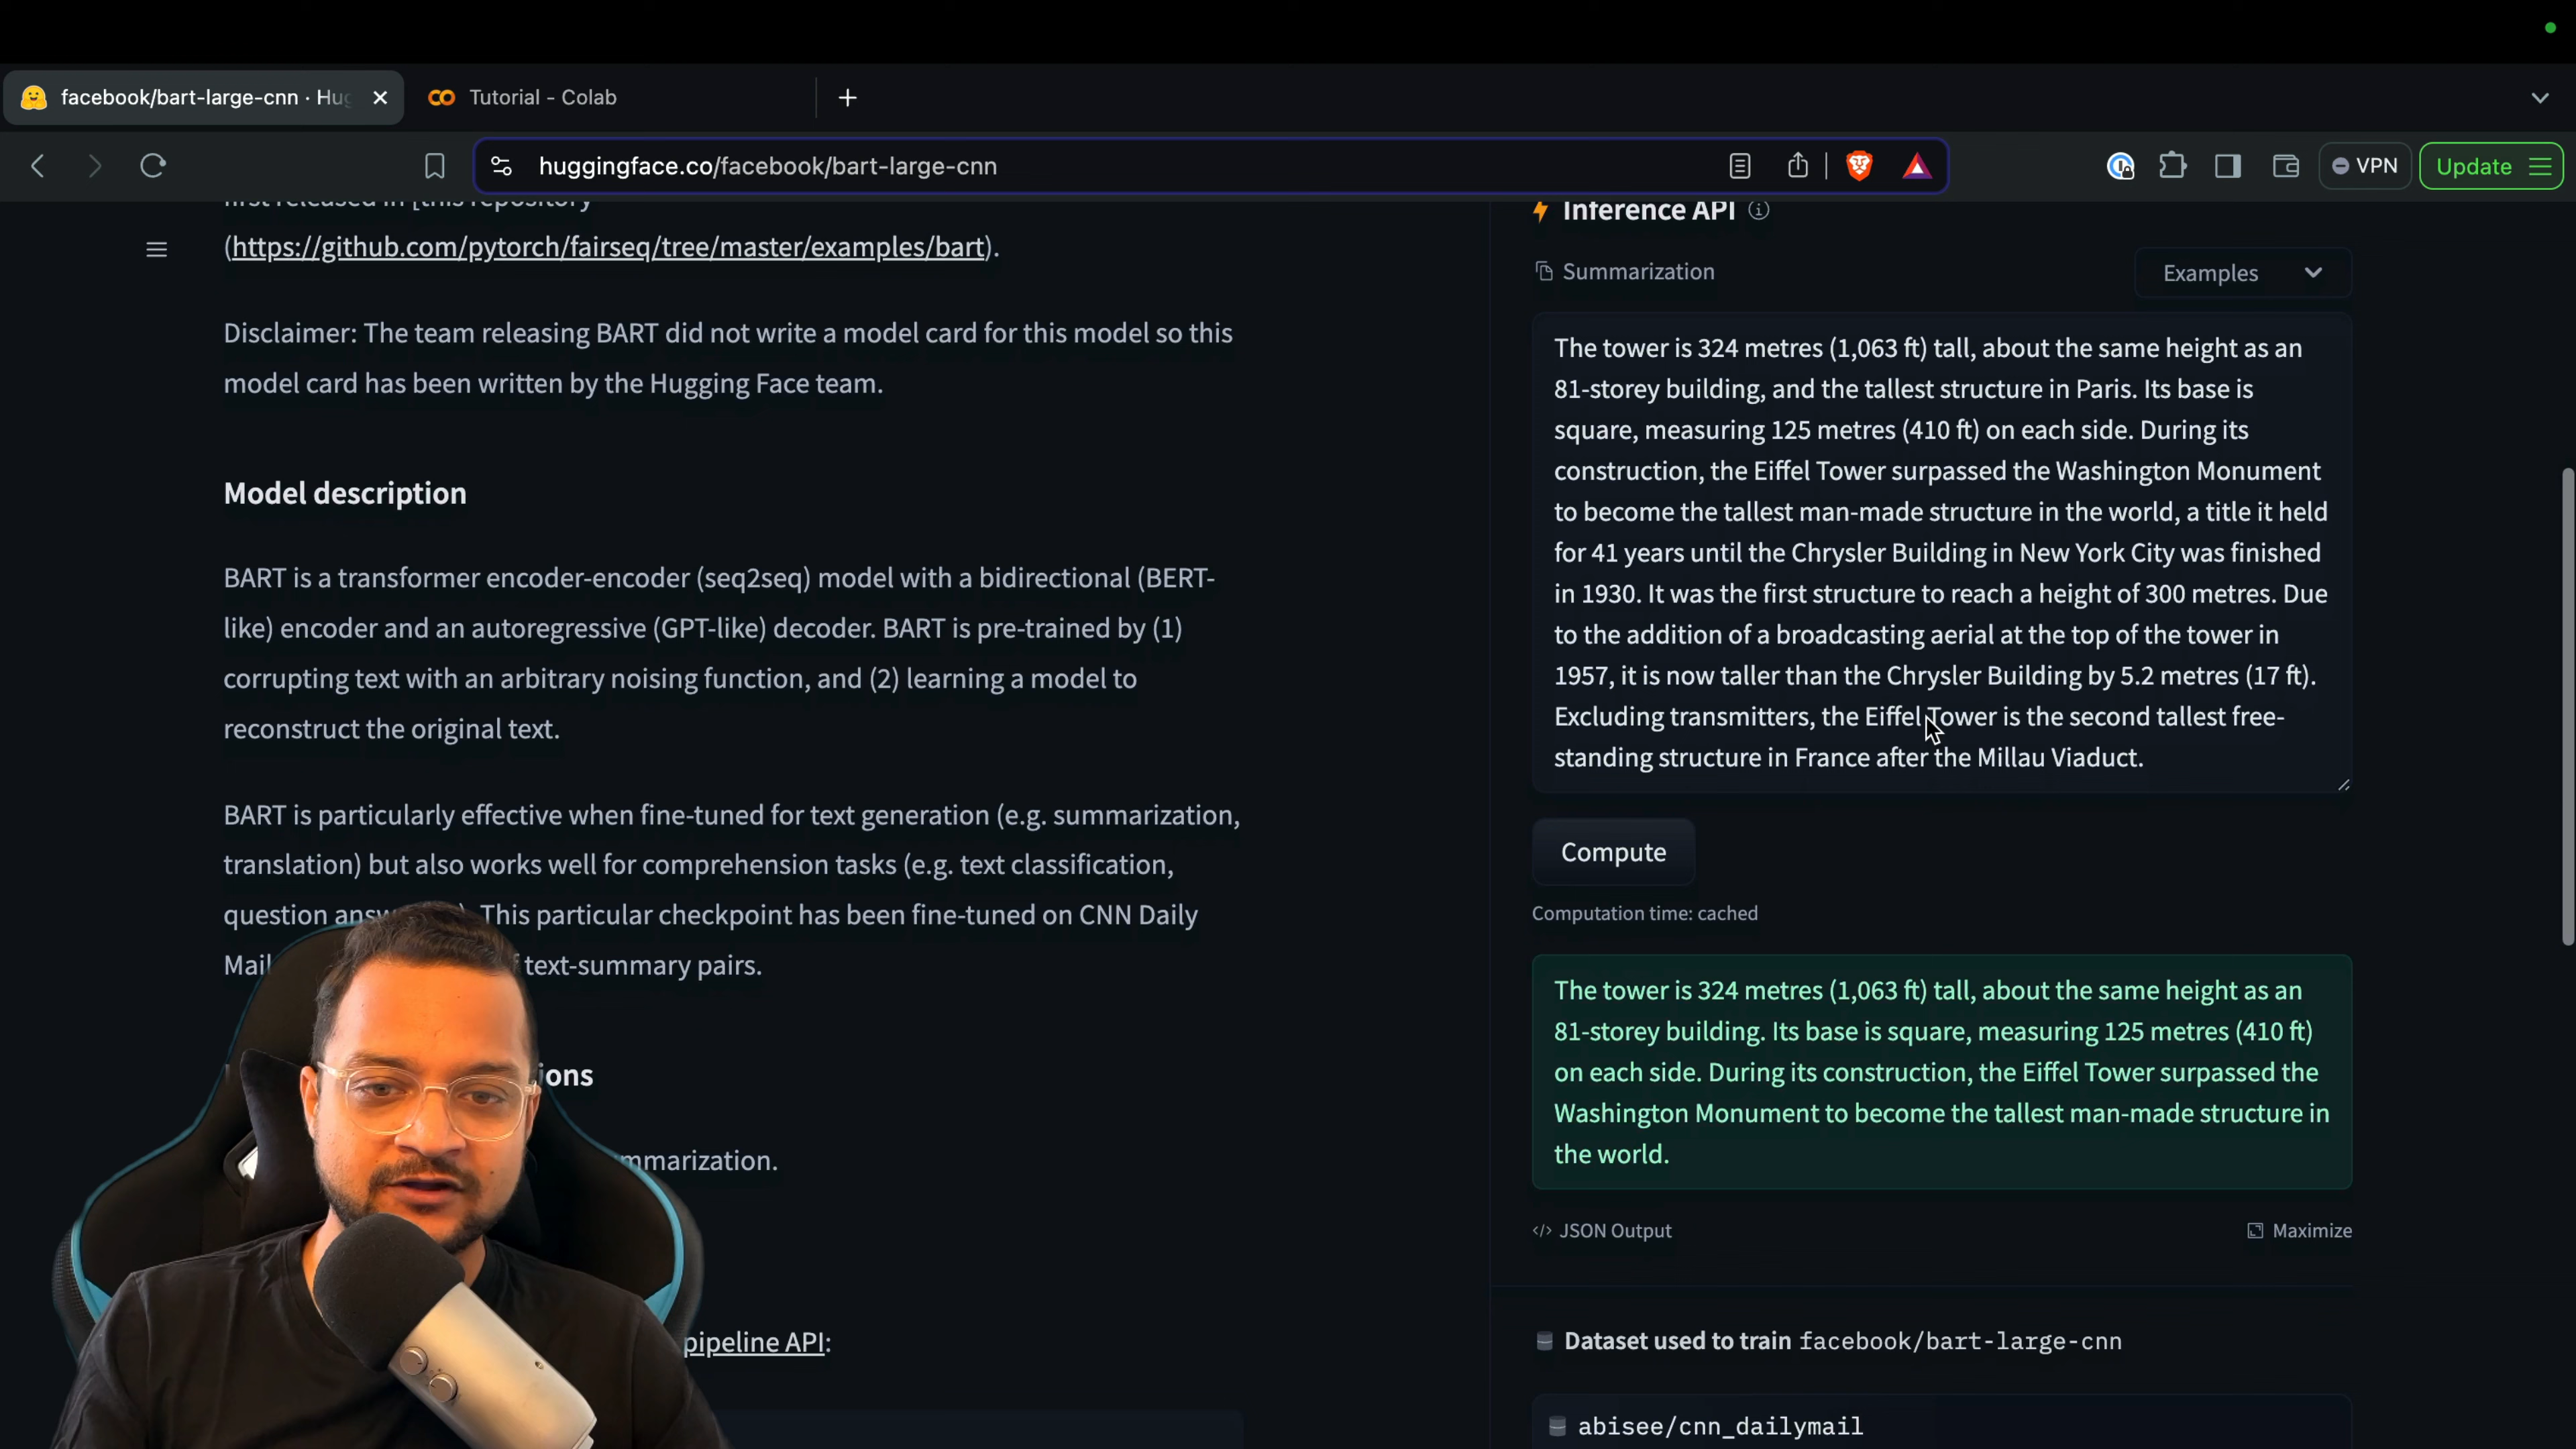 facebook/bart-large-cnn · Hug
Tutorial - Colab
huggingface.co/facebook/bart-large-cnn
VPN
Update
first released in [this repository
(https://github.com/pytorch/fairseq/tree/master/examples/bart).
Disclaimer: The team releasing BART did not write a model card for this model so this
model card has been written by the Hugging Face team.
Model description
BART is a transformer encoder-encoder (seq2seq) model with a bidirectional (BERT-
like) encoder and an autoregressive (GPT-like) decoder. BART is pre-trained by (1)
corrupting text with an arbitrary noising function, and (2) learning a model to
reconstruct the original text.
BART is particularly effective when fine-tuned for text generation (e.g. summarization,
translation) but also works well for comprehension tasks (e.g. text classification,
question answ ). This particular checkpoint has been fine-tuned on CNN Daily
Mail text-summary pairs.
ions
mmarization.
pipeline API:
Inference API
Summarization
Examples
The tower is 324 metres (1,063 ft) tall, about the same height as an
81-storey building, and the tallest structure in Paris. Its base is
square, measuring 125 metres (410 ft) on each side. During its
construction, the Eiffel Tower surpassed the Washington Monument
to become the tallest man-made structure in the world, a title it held
for 41 years until the Chrysler Building in New York City was finished
in 1930. It was the first structure to reach a height of 300 metres. Due
to the addition of a broadcasting aerial at the top of the tower in
1957, it is now taller than the Chrysler Building by 5.2 metres (17 ft).
Excluding transmitters, the Eiffel Tower is the second tallest free-
standing structure in France after the Millau Viaduct.
Compute
Computation time: cached
The tower is 324 metres (1,063 ft) tall, about the same height as an
81-storey building. Its base is square, measuring 125 metres (410 ft)
on each side. During its construction, the Eiffel Tower surpassed the
Washington Monument to become the tallest man-made structure in
the world.
</> JSON Output
Maximize
Dataset used to train facebook/bart-large-cnn
abisee/cnn_dailymail